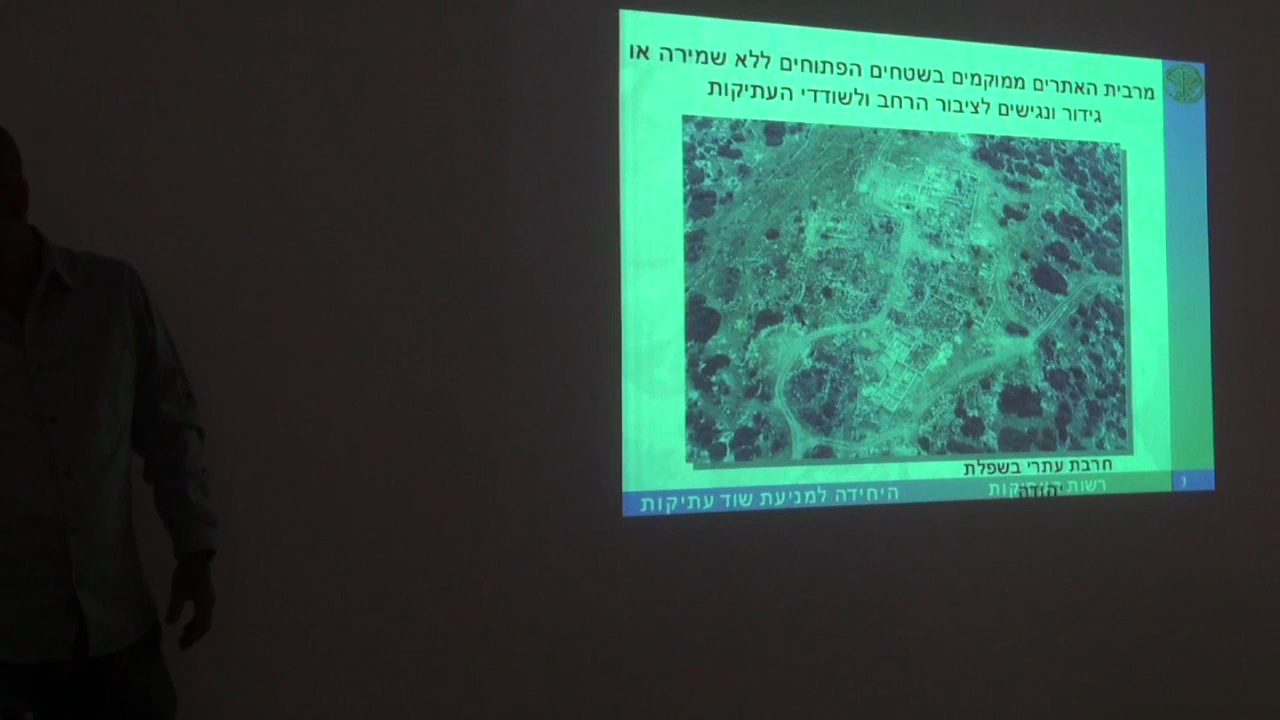 מרבית האתרים ממוקמים בשטחים הפתוחים ללא שמירה או
גידור ונגישים לציבור הרחב ולשודדי העתיקות
חרבת עתרי בשפלת
יהודה
רשות העתיקות
היחידה למניעת שוד עתיקות
3